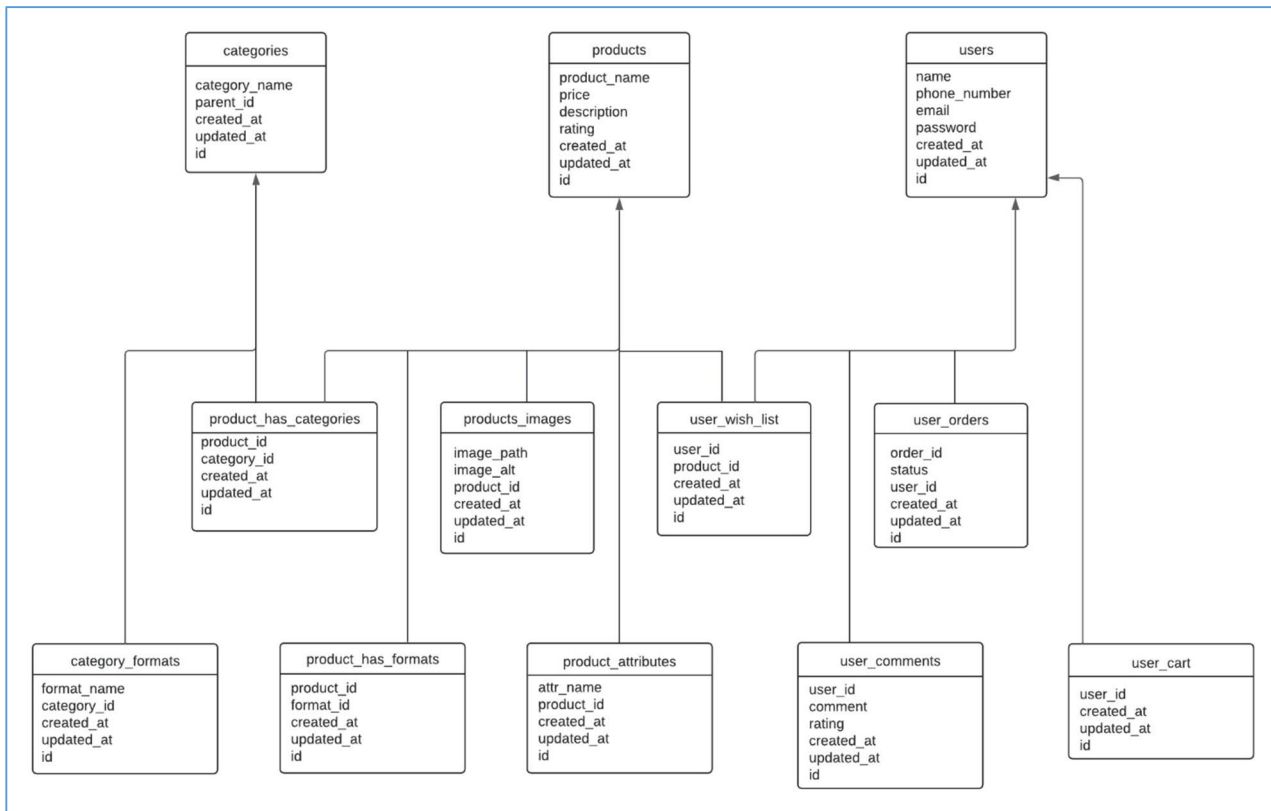 categories
category_name
parent_id
created_at
updated_at
id
products
product_name
price
description
rating
created_at
updated_at
id
users
name
phone_number
email
password
created_at
updated_at
id
product_has_categories
product_id
category_id
created_at
updated_at
id
products_images
image_path
image_alt
product_id
created_at
updated_at
id
user_wish_list
user_id
product_id
created_at
updated_at
id
user_orders
order_id
status
user_id
created_at
updated_at
id
category_formats
format_name
category_id
created_at
updated_at
id
product_has_formats
product_id
format_id
created_at
updated_at
id
product_attributes
attr_name
product_id
created_at
updated_at
id
user_comments
user_id
comment
rating
created_at
updated_at
id
user_cart
user_id
created_at
updated_at
id